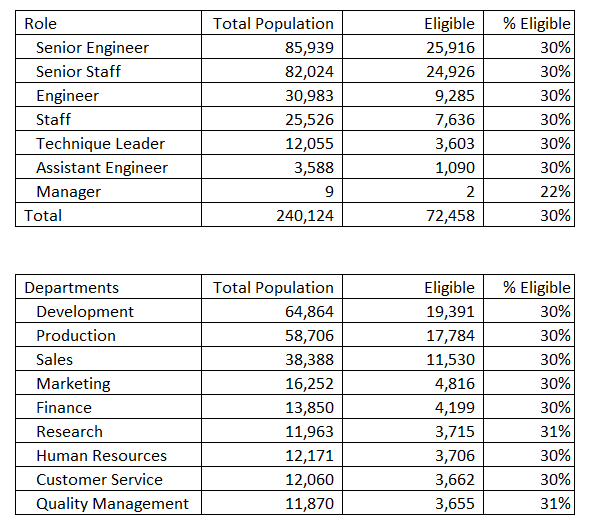 Role Total Population Eligible % Eligible
Senior Engineer 85,939 25,916 30%
Senior Staff 82,024 24,926 30%
Engineer 30,983 9,285 30%
Staff 25,526 7,636 30%
Technique Leader 12,055 3,603 30%
Assistant Engineer 3,588 1,090 30%
Manager 9 2 22%
Total 240,124 72,458 30%
Departments Total Population Eligible % Eligible
Development 64,864 19,391 30%
Production 58,706 17,784 30%
Sales 38,388 11,530 30%
Marketing 16,252 4,816 30%
Finance 13,850 4,199 30%
Research 11,963 3,715 31%
Human Resources 12,171 3,706 30%
Customer Service 12,060 3,662 30%
Quality Management 11,870 3,655 31%